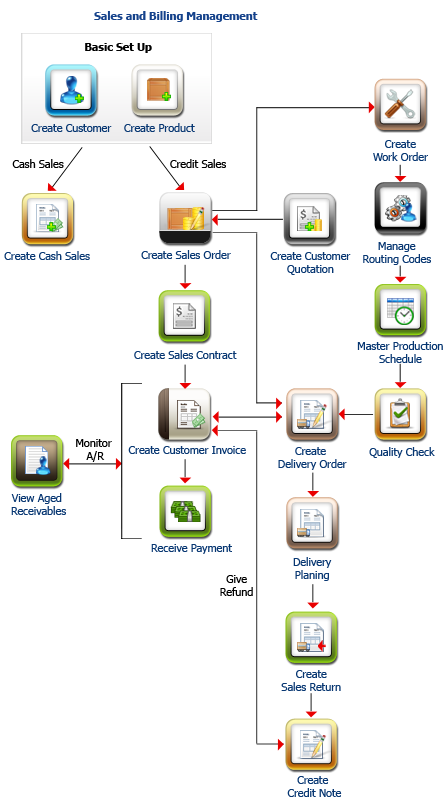 Sales and Billing Management
Basic Set Up
Create Customer
Create Product
Cash Sales
Credit Sales
Create
Work Order
Create Cash Sales
Create Sales Order
Create Customer
Quotation
Manage
Routing Codes
Create Sales Contract
Master Production
Schedule
Monitor
A/R
Create Customer Invoice
Create
Delivery Order
Quality Check
View Aged
Receivables
Receive Payment
Delivery
Planing
Give
Refund
Create
Sales Return
Create
Credit Note